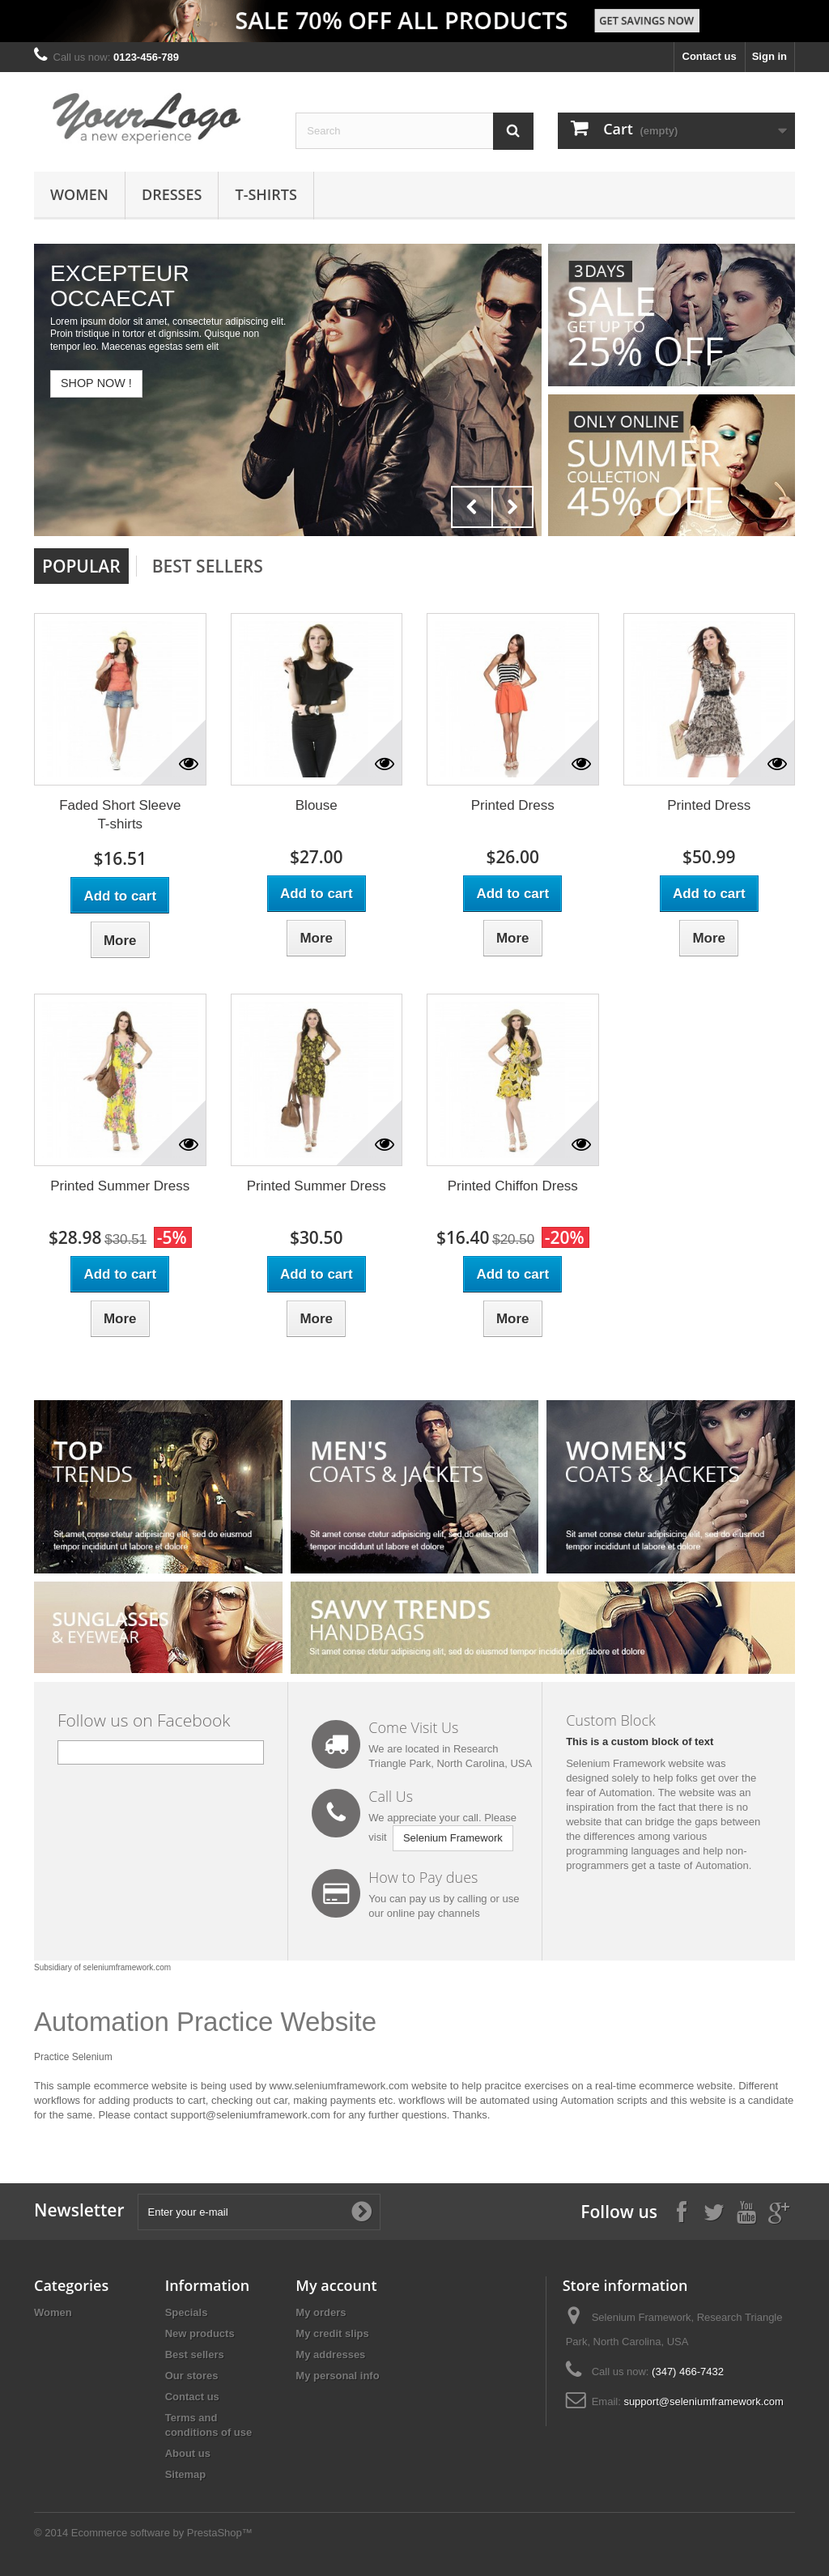 SALE 70% OFF ALL PRODUCTS GET SAVINGS NOW
Call us now: 0123-456-789
Contact us
Sign in
YourLogo
a new experience
Search
Cart (empty)
WOMEN
DRESSES
T-SHIRTS
EXCEPTEUR
OCCAECAT
Lorem ipsum dolor sit amet, consectetur adipiscing elit.
Proin tristique in tortor et dignissim. Quisque non
tempor leo. Maecenas egestas sem elit
SHOP NOW !
3 DAYS
SALE
GET UP TO
25% OFF
ONLY ONLINE
SUMMER
COLLECTION
45% OFF
POPULAR
BEST SELLERS
Faded Short Sleeve
T-shirts
$16.51
Add to cart
More
Blouse
$27.00
Add to cart
More
Printed Dress
$26.00
Add to cart
More
Printed Dress
$50.99
Add to cart
More
Printed Summer Dress
$28.98 $30.51 -5%
Add to cart
More
Printed Summer Dress
$30.50
Add to cart
More
Printed Chiffon Dress
$16.40 $20.50 -20%
Add to cart
More
TOP
TRENDS
Sit amet conse ctetur adipisicing elit, sed do eiusmod
tempor incididunt ut labore et dolore
MEN'S
COATS & JACKETS
Sit amet conse ctetur adipisicing elit, sed do eiusmod
tempor incididunt ut labore et dolore
WOMEN'S
COATS & JACKETS
Sit amet conse ctetur adipisicing elit, sed do eiusmod
tempor incididunt ut labore et dolore
SUNGLASSES
& EYEWEAR
SAVVY TRENDS
HANDBAGS
Sit amet conse ctetur adipisicing elit, sed do eiusmod tempor incididunt ut labore et dolore
Follow us on Facebook
Come Visit Us
We are located in Research
Triangle Park, North Carolina, USA
Call Us
We appreciate your call. Please
visit Selenium Framework
How to Pay dues
You can pay us by calling or use
our online pay channels
Custom Block
This is a custom block of text
Selenium Framework website was
designed solely to help folks get over the
fear of Automation. The website was an
inspiration from the fact that there is no
website that can bridge the gaps between
the differences among various
programming languages and help non-
programmers get a taste of Automation.
Subsidiary of seleniumframework.com
Automation Practice Website
Practice Selenium
This sample ecommerce website is being used by www.seleniumframework.com website to help pracitce exercises on a real-time ecommerce website. Different
workflows for adding products to cart, checking out car, making payments etc. workflows will be automated using Automation scripts and this website is a candidate
for the same. Please contact support@seleniumframework.com for any further questions. Thanks.
Newsletter
Enter your e-mail
Follow us
You
Tube
Categories
Women
Information
Specials
New products
Best sellers
Our stores
Contact us
Terms and
conditions of use
About us
Sitemap
My account
My orders
My credit slips
My addresses
My personal info
Store information
Selenium Framework, Research Triangle
Park, North Carolina, USA
Call us now: (347) 466-7432
Email: support@seleniumframework.com
© 2014 Ecommerce software by PrestaShop™